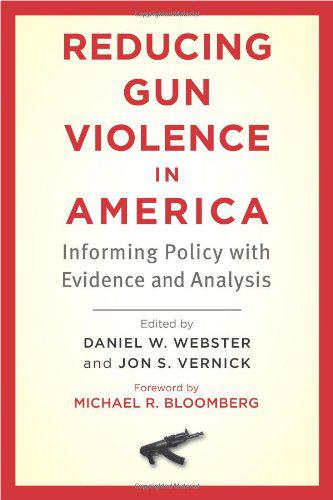 REDUCING
GUN
VIOLENCE
IN
AMERICA
Informing Policy with
Evidence and Analysis
Edited by
DANIEL W. WEBSTER
and JON S. VERNICK
Foreword by
MICHAEL R. BLOOMBERG